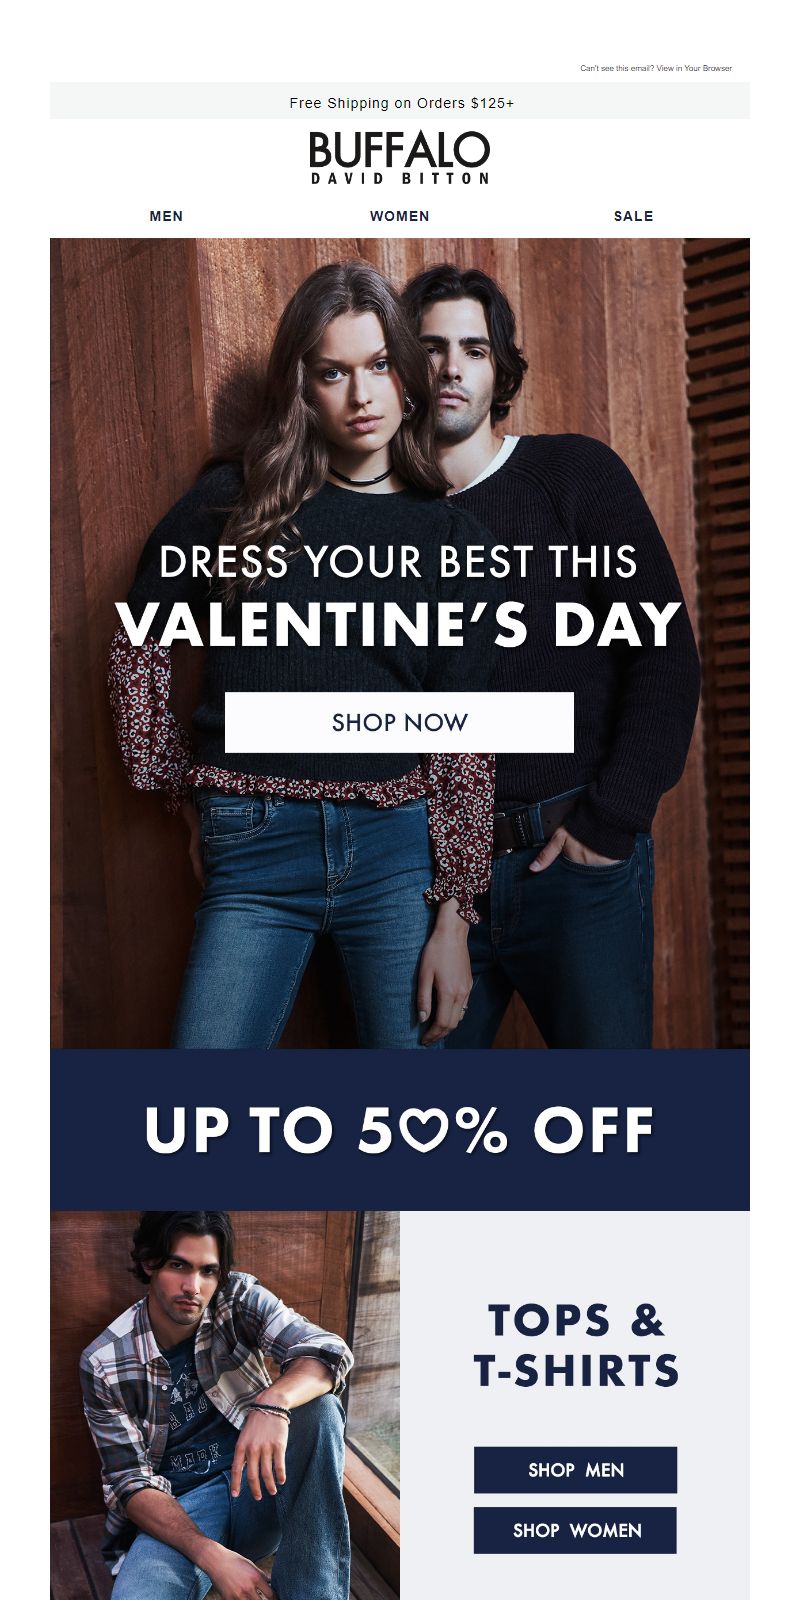 Can't see this email? View in Your Browser
Free Shipping on Orders $125+
BUFFALO
DAVID BITTON
MEN WOMEN SALE
DRESS YOUR BEST THIS
VALENTINE'S DAY
SHOP NOW
UP TO 5♡% OFF
TOPS &
T-SHIRTS
SHOP MEN
SHOP WOMEN